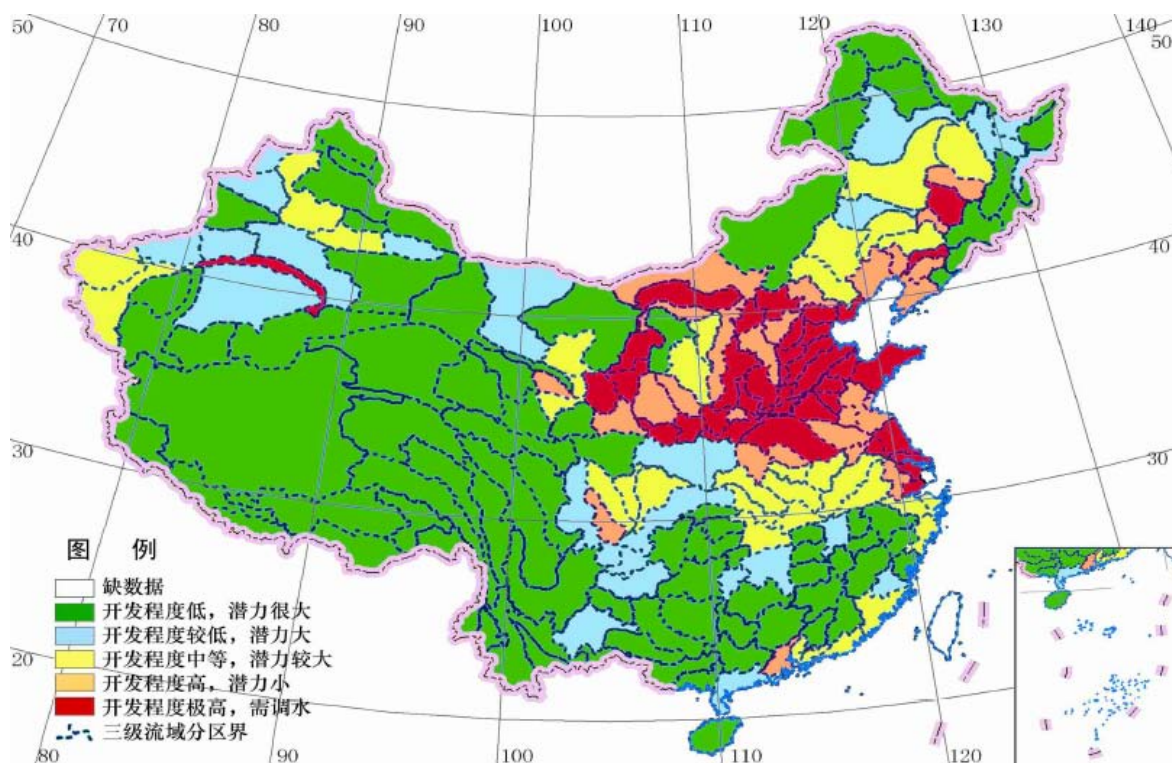 50
70
80
90
100
110
120
130
140
50
40
40
30
30
20
20
图 例
缺数据
开发程度低，潜力很大
开发程度较低，潜力大
开发程度中等，潜力较大
开发程度高，潜力小
开发程度极高，需调水
三级流域分区界
80
90
100
110
120